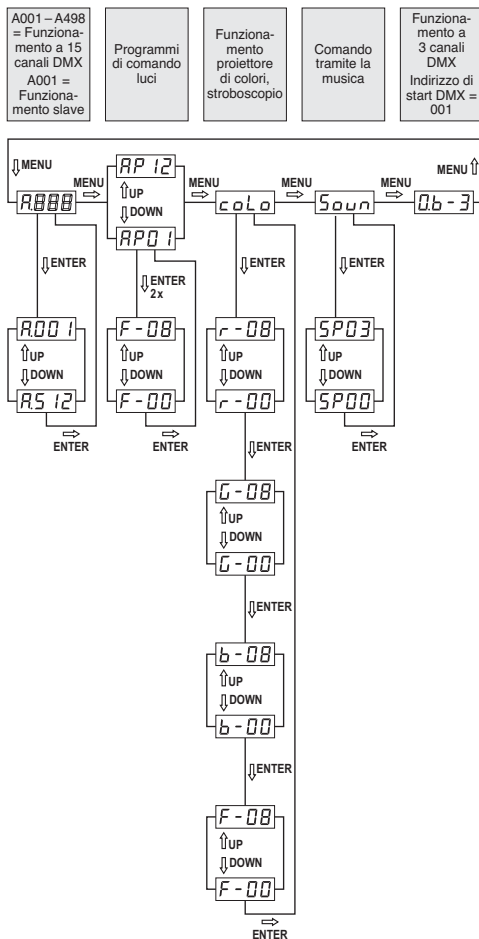 A001 – A498
= Funziona-
mento a 15
canali DMX
A001 =
Funziona-
mento slave
Programmi
di comando
luci
Funziona-
mento
proiettore
di colori,
stroboscopio
Comando
tramite la
musica
Funziona-
mento a
3 canali
DMX
Indirizzo di
start DMX =
001
MENU
MENU
MENU
MENU
MENU
MENU
A.888
AP12
UP
DOWN
AP01
coLo
Soun
0.b-3
ENTER
ENTER
2x
ENTER
ENTER
A.001
UP
DOWN
A.512
ENTER
F-08
UP
DOWN
F-00
ENTER
r-08
UP
DOWN
r-00
SP03
UP
DOWN
SP00
ENTER
ENTER
G-08
UP
DOWN
G-00
ENTER
b-08
UP
DOWN
b-00
ENTER
F-08
UP
DOWN
F-00
ENTER